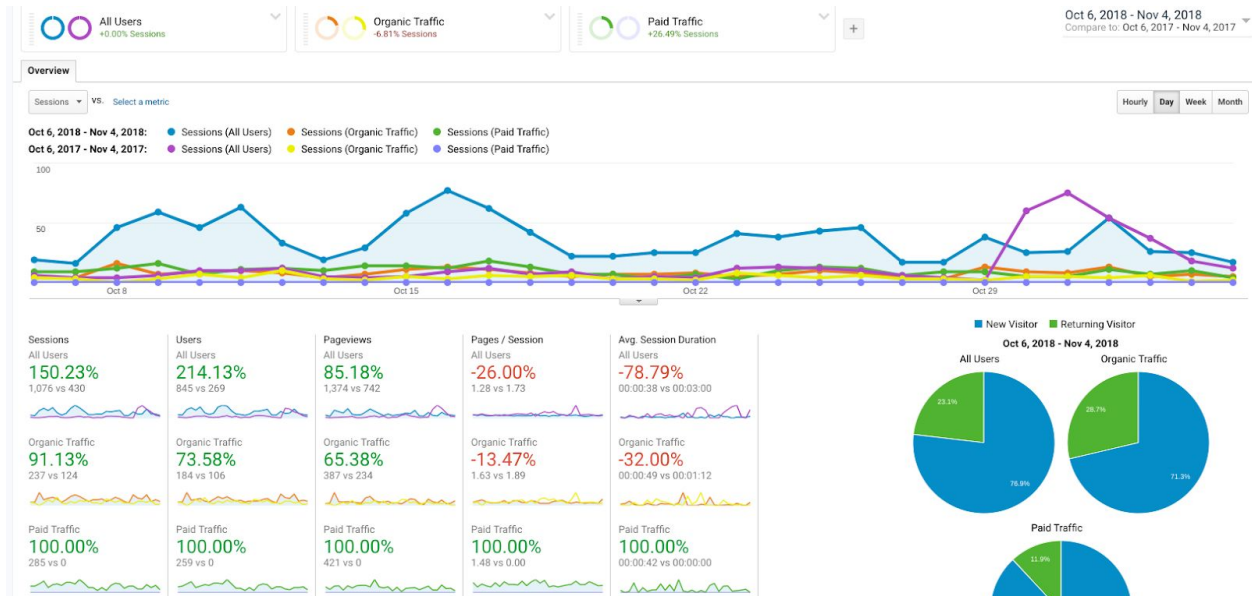 All Users
+0.00% Sessions
Organic Traffic
-6.81% Sessions
Paid Traffic
+26.49% Sessions
+
Oct 6, 2018 - Nov 4, 2018
Compare to: Oct 6, 2017 - Nov 4, 2017
Overview
Sessions VS. Select a metric
Hourly Day Week Month
Oct 6, 2018 - Nov 4, 2018: Sessions (All Users) Sessions (Organic Traffic) Sessions (Paid Traffic)
Oct 6, 2017 - Nov 4, 2017: Sessions (All Users) Sessions (Organic Traffic) Sessions (Paid Traffic)
100
50
Oct 8 Oct 15 Oct 22 Oct 29
Sessions Users Pageviews Pages / Session Avg. Session Duration
All Users All Users All Users All Users All Users
150.23% 214.13% 85.18% -26.00% -78.79%
1,076 vs 430 845 vs 269 1,374 vs 742 1.28 vs 1.73 00:00:38 vs 00:03:00
Organic Traffic Organic Traffic Organic Traffic Organic Traffic Organic Traffic
91.13% 73.58% 65.38% -13.47% -32.00%
237 vs 124 184 vs 106 387 vs 234 1.63 vs 1.89 00:00:49 vs 00:01:12
Paid Traffic Paid Traffic Paid Traffic Paid Traffic Paid Traffic
100.00% 100.00% 100.00% 100.00% 100.00%
285 vs 0 259 vs 0 421 vs 0 1.48 vs 0.00 00:00:42 vs 00:00:00
New Visitor Returning Visitor
Oct 6, 2018 - Nov 4, 2018
All Users Organic Traffic
23.1% 28.7%
76.9% 71.3%
Paid Traffic
11.9%